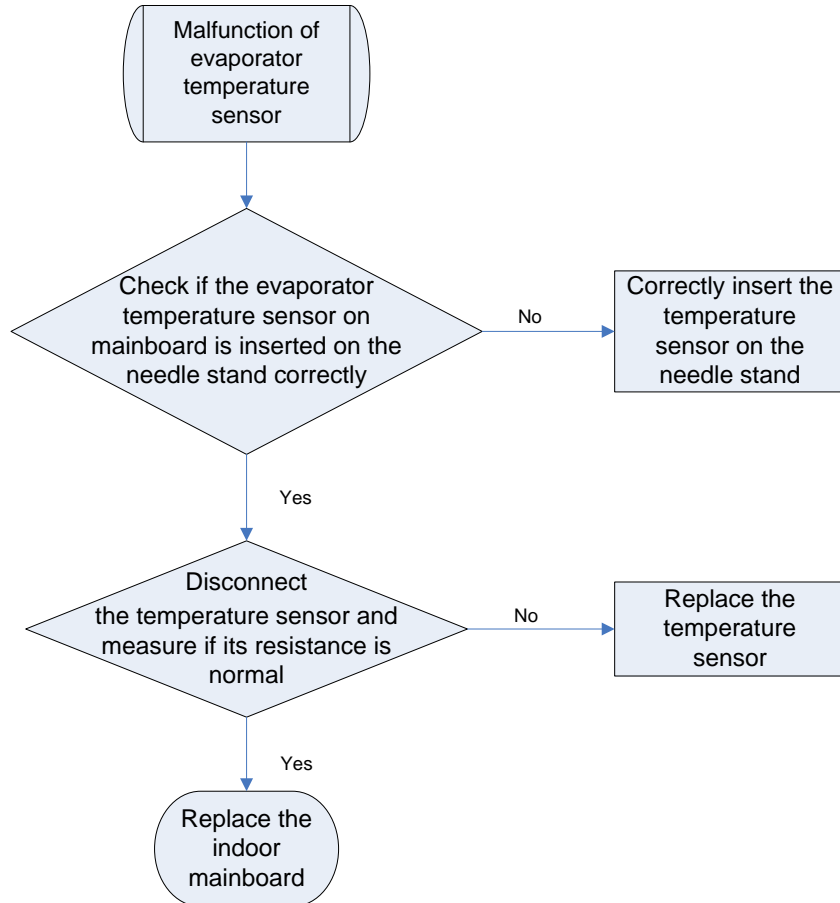 Malfunction of
evaporator
temperature
sensor
Check if the evaporator
temperature sensor on
mainboard is inserted on the
needle stand correctly
No
Correctly insert the
temperature
sensor on the
needle stand
Yes
Disconnect
the temperature sensor and
measure if its resistance is
normal
No
Replace the
temperature
sensor
Yes
Replace the
indoor
mainboard